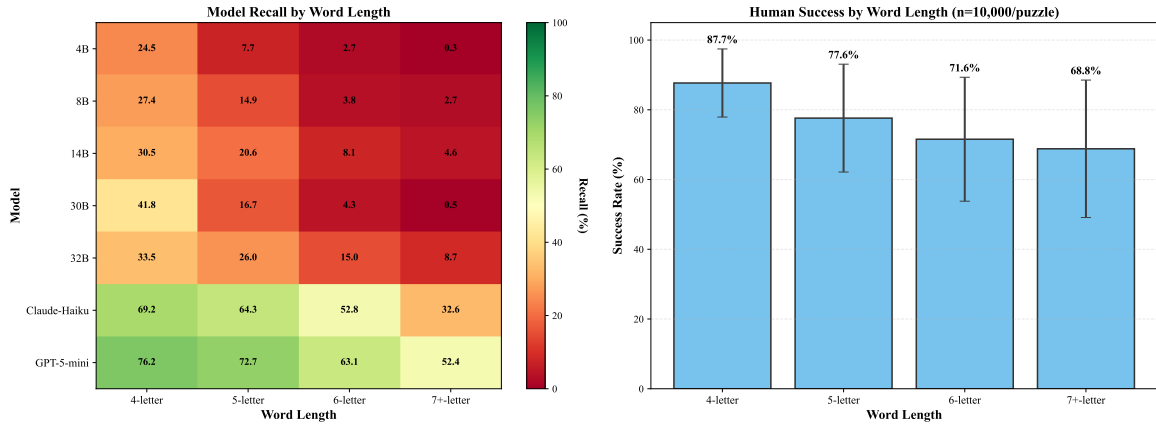 Model Recall by Word Length
Model
4B 24.5 7.7 2.7 0.3
8B 27.4 14.9 3.8 2.7
14B 30.5 20.6 8.1 4.6
30B 41.8 16.7 4.3 0.5
32B 33.5 26.0 15.0 8.7
Claude-Haiku 69.2 64.3 52.8 32.6
GPT-5-mini 76.2 72.7 63.1 52.4
4-letter 5-letter 6-letter 7+-letter
Word Length
100
80
60
40
20
0
Recall (%)
Human Success by Word Length (n=10,000/puzzle)
Success Rate (%)
100
80
60
40
20
0
87.7%
77.6%
71.6%
68.8%
4-letter 5-letter 6-letter 7+-letter
Word Length